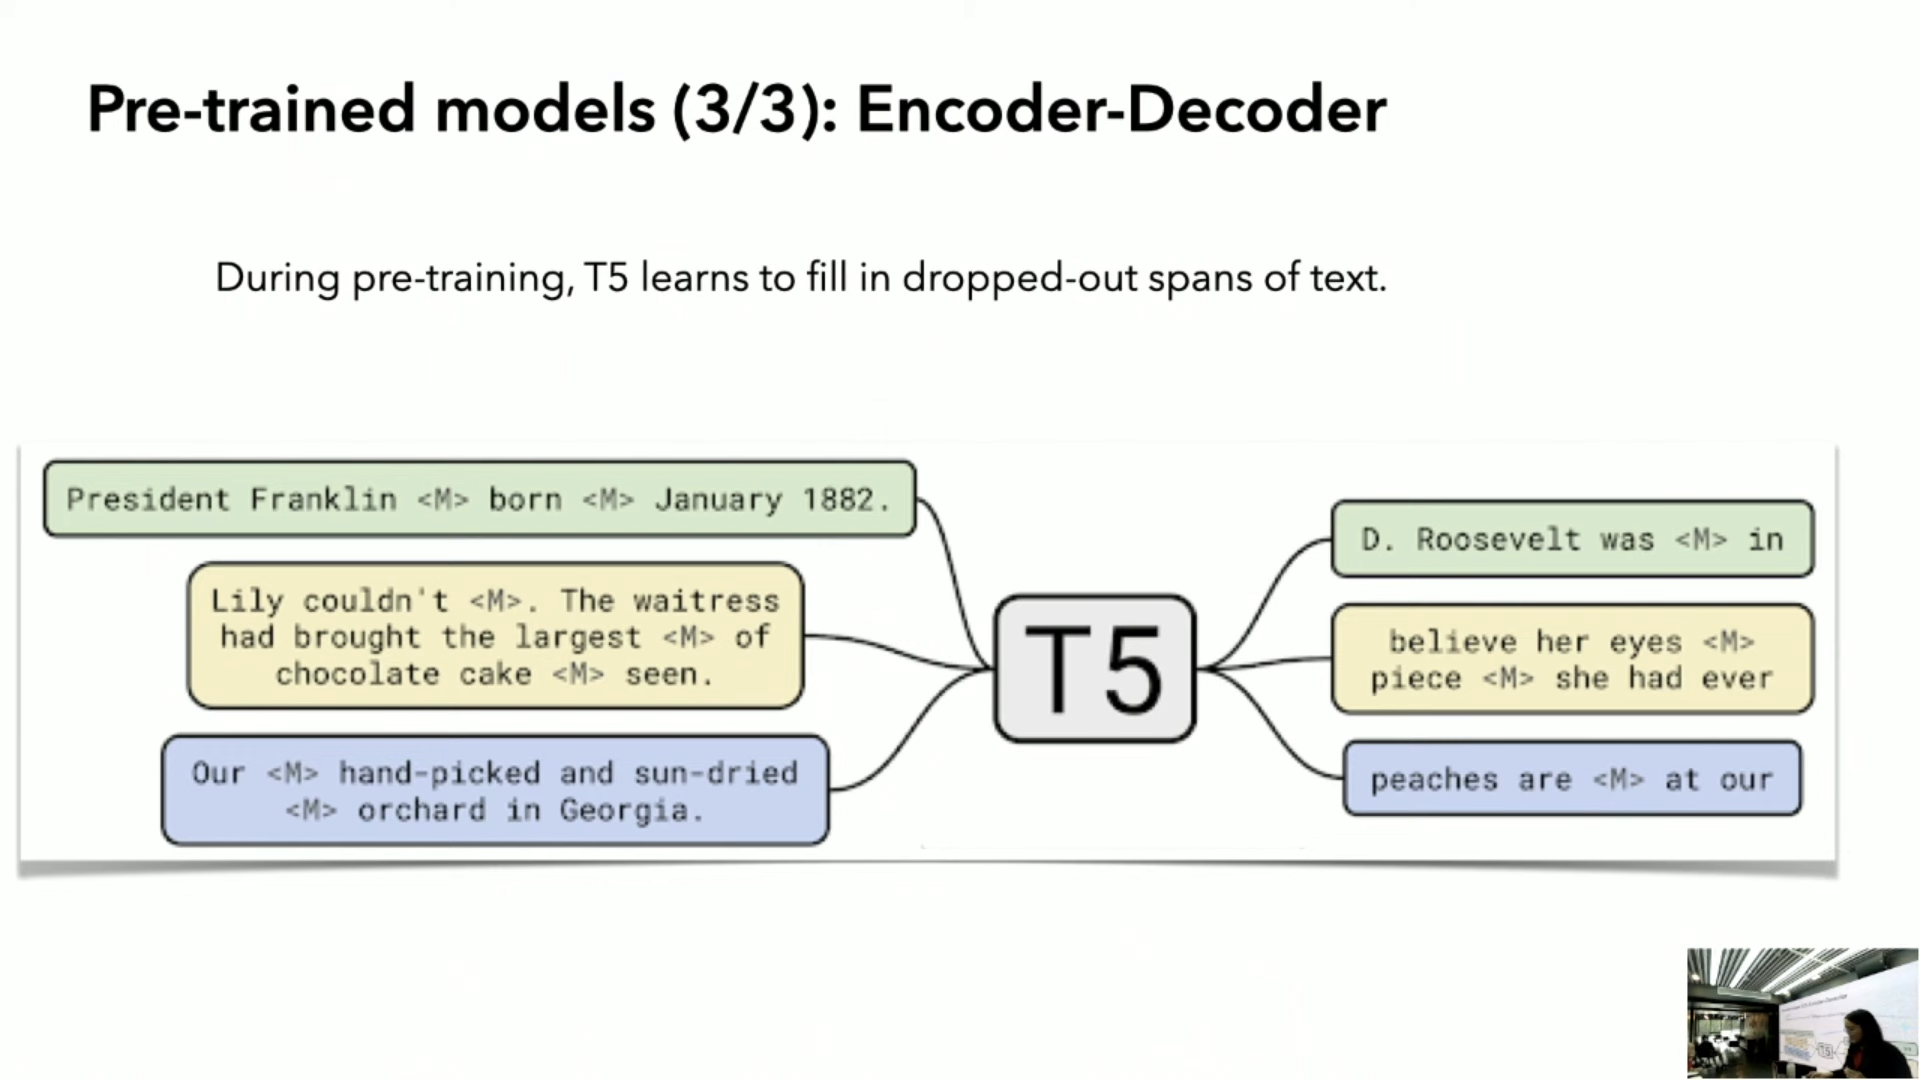 Pre-trained models (3/3): Encoder-Decoder
During pre-training, T5 learns to fill in dropped-out spans of text.
President Franklin <M> born <M> January 1882.
Lily couldn't <M>. The waitress
had brought the largest <M> of
chocolate cake <M> seen.
Our <M> hand-picked and sun-dried
<M> orchard in Georgia.
T5
D. Roosevelt was <M> in
believe her eyes <M>
piece <M> she had ever
peaches are <M> at our